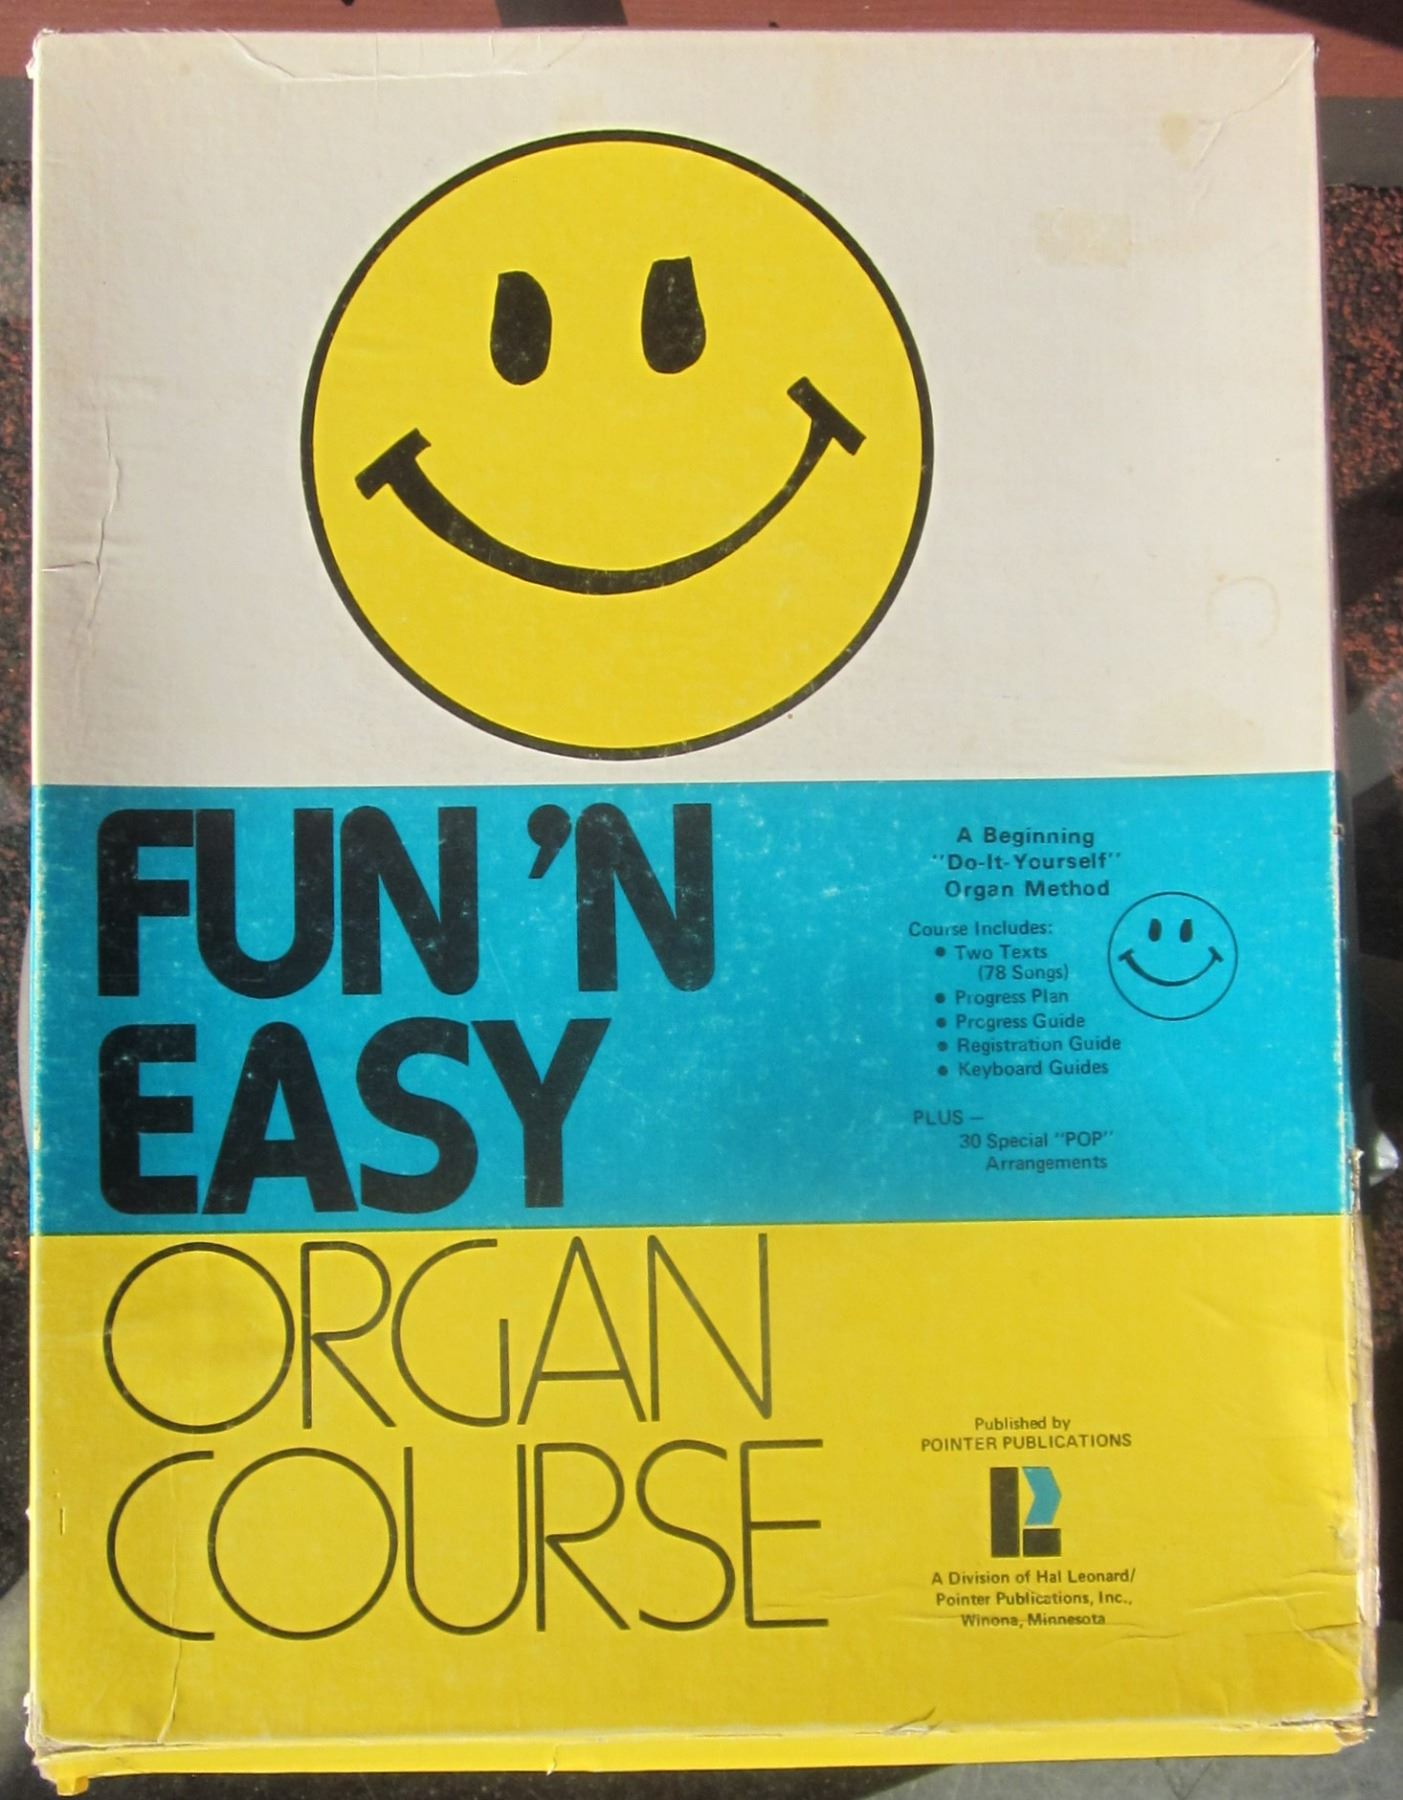 FUN 'N
EASY
ORGAN
COURSE
A Beginning
"Do-It-Yourself"
Organ Method
Course Includes:
• Two Texts
(78 Songs)
• Progress Plan
• Progress Guide
• Registration Guide
• Keyboard Guides
PLUS —
30 Special "POP"
Arrangements
Published by
POINTER PUBLICATIONS
A Division of Hal Leonard/
Pointer Publications, Inc.,
Winona, Minnesota